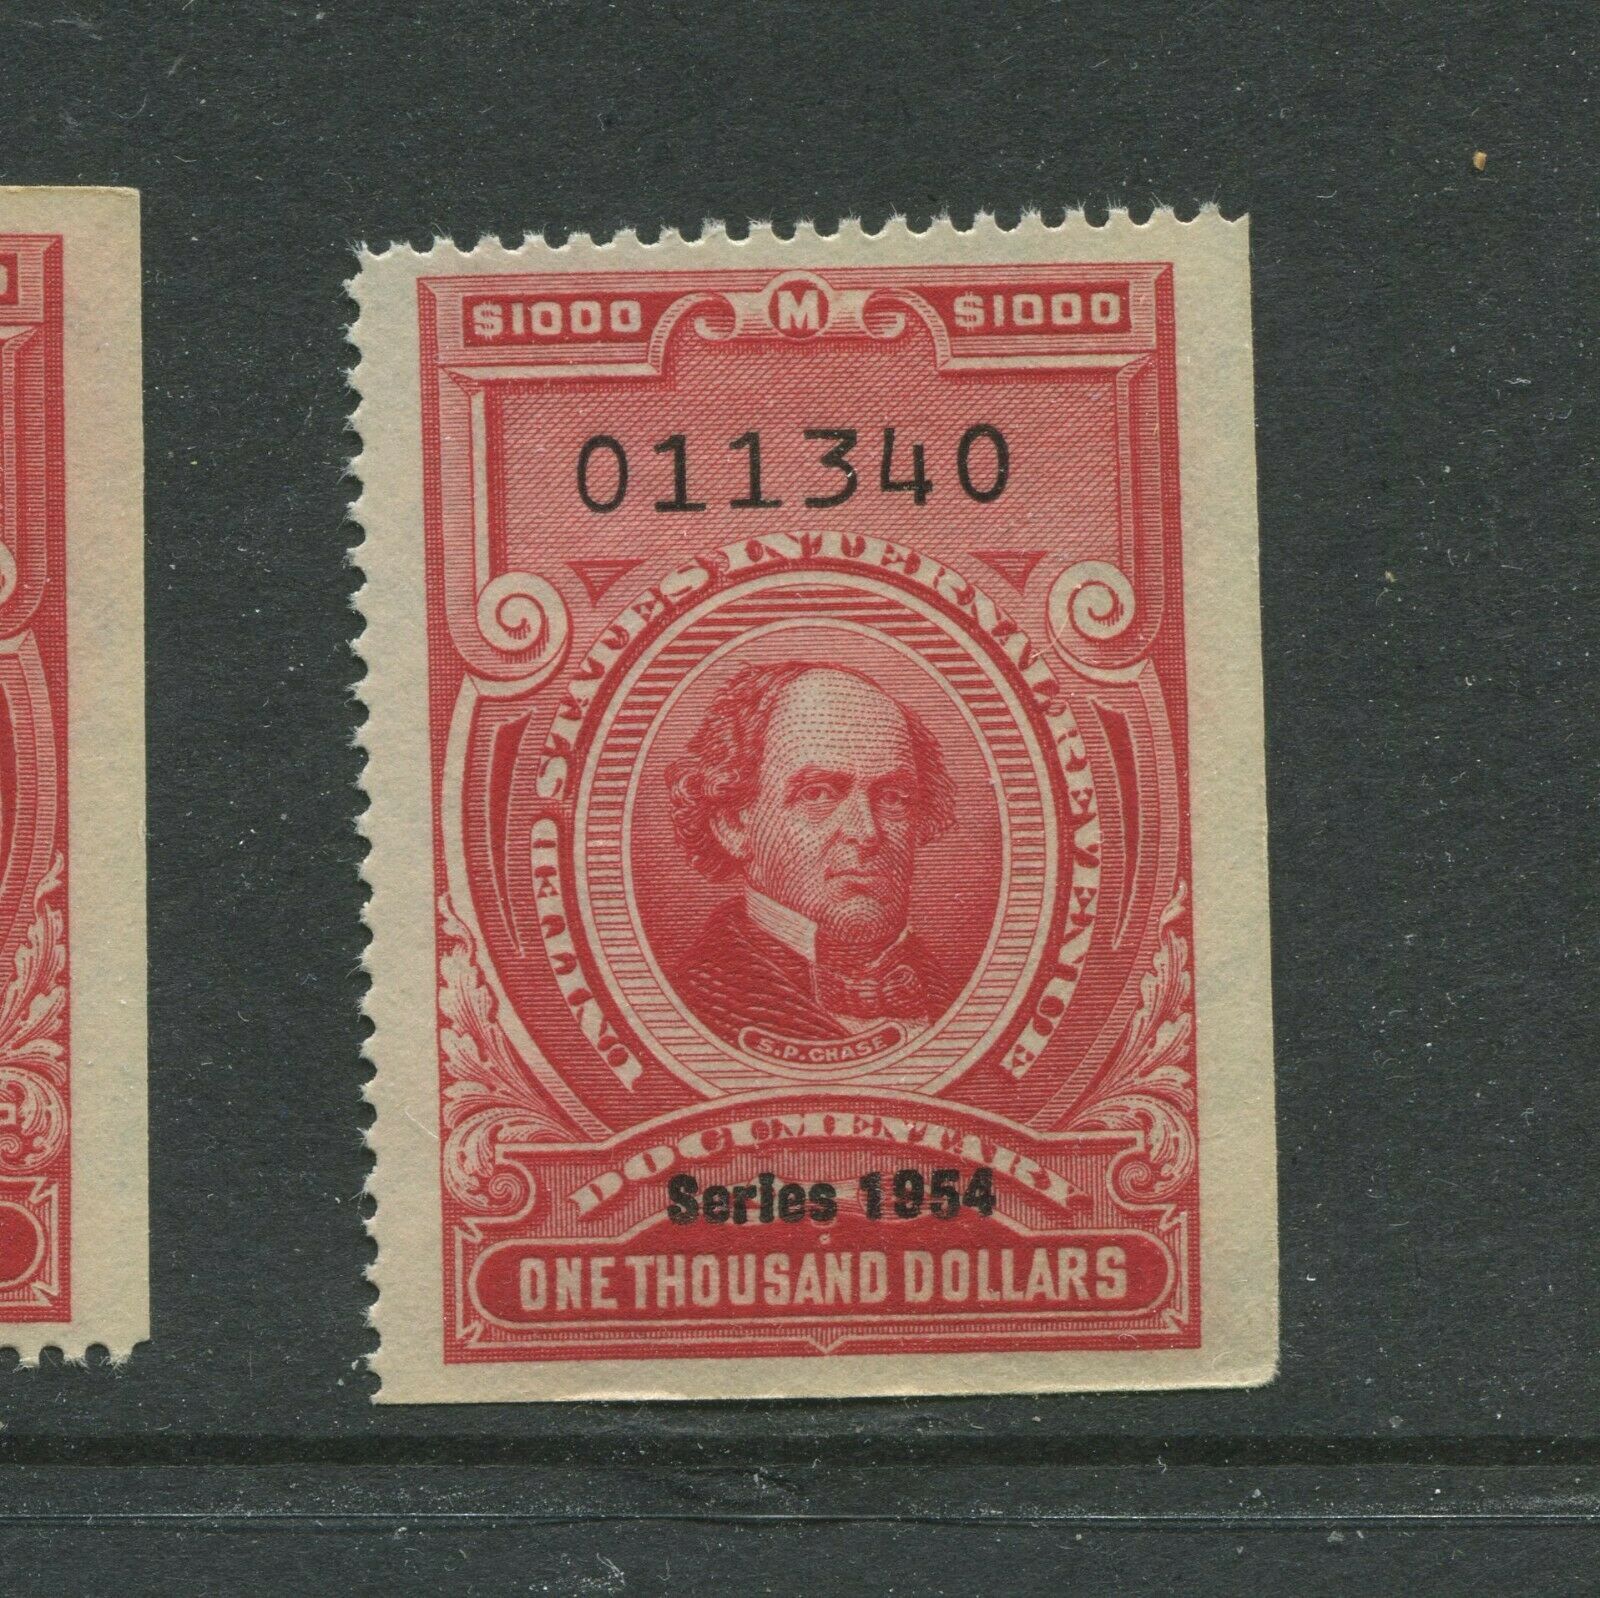 $1000 M $1000
011340
UNITED STATES INTERNAL REVENUE
S.P. CHASE
DOCUMENTARY
Series 1954
ONE THOUSAND DOLLARS